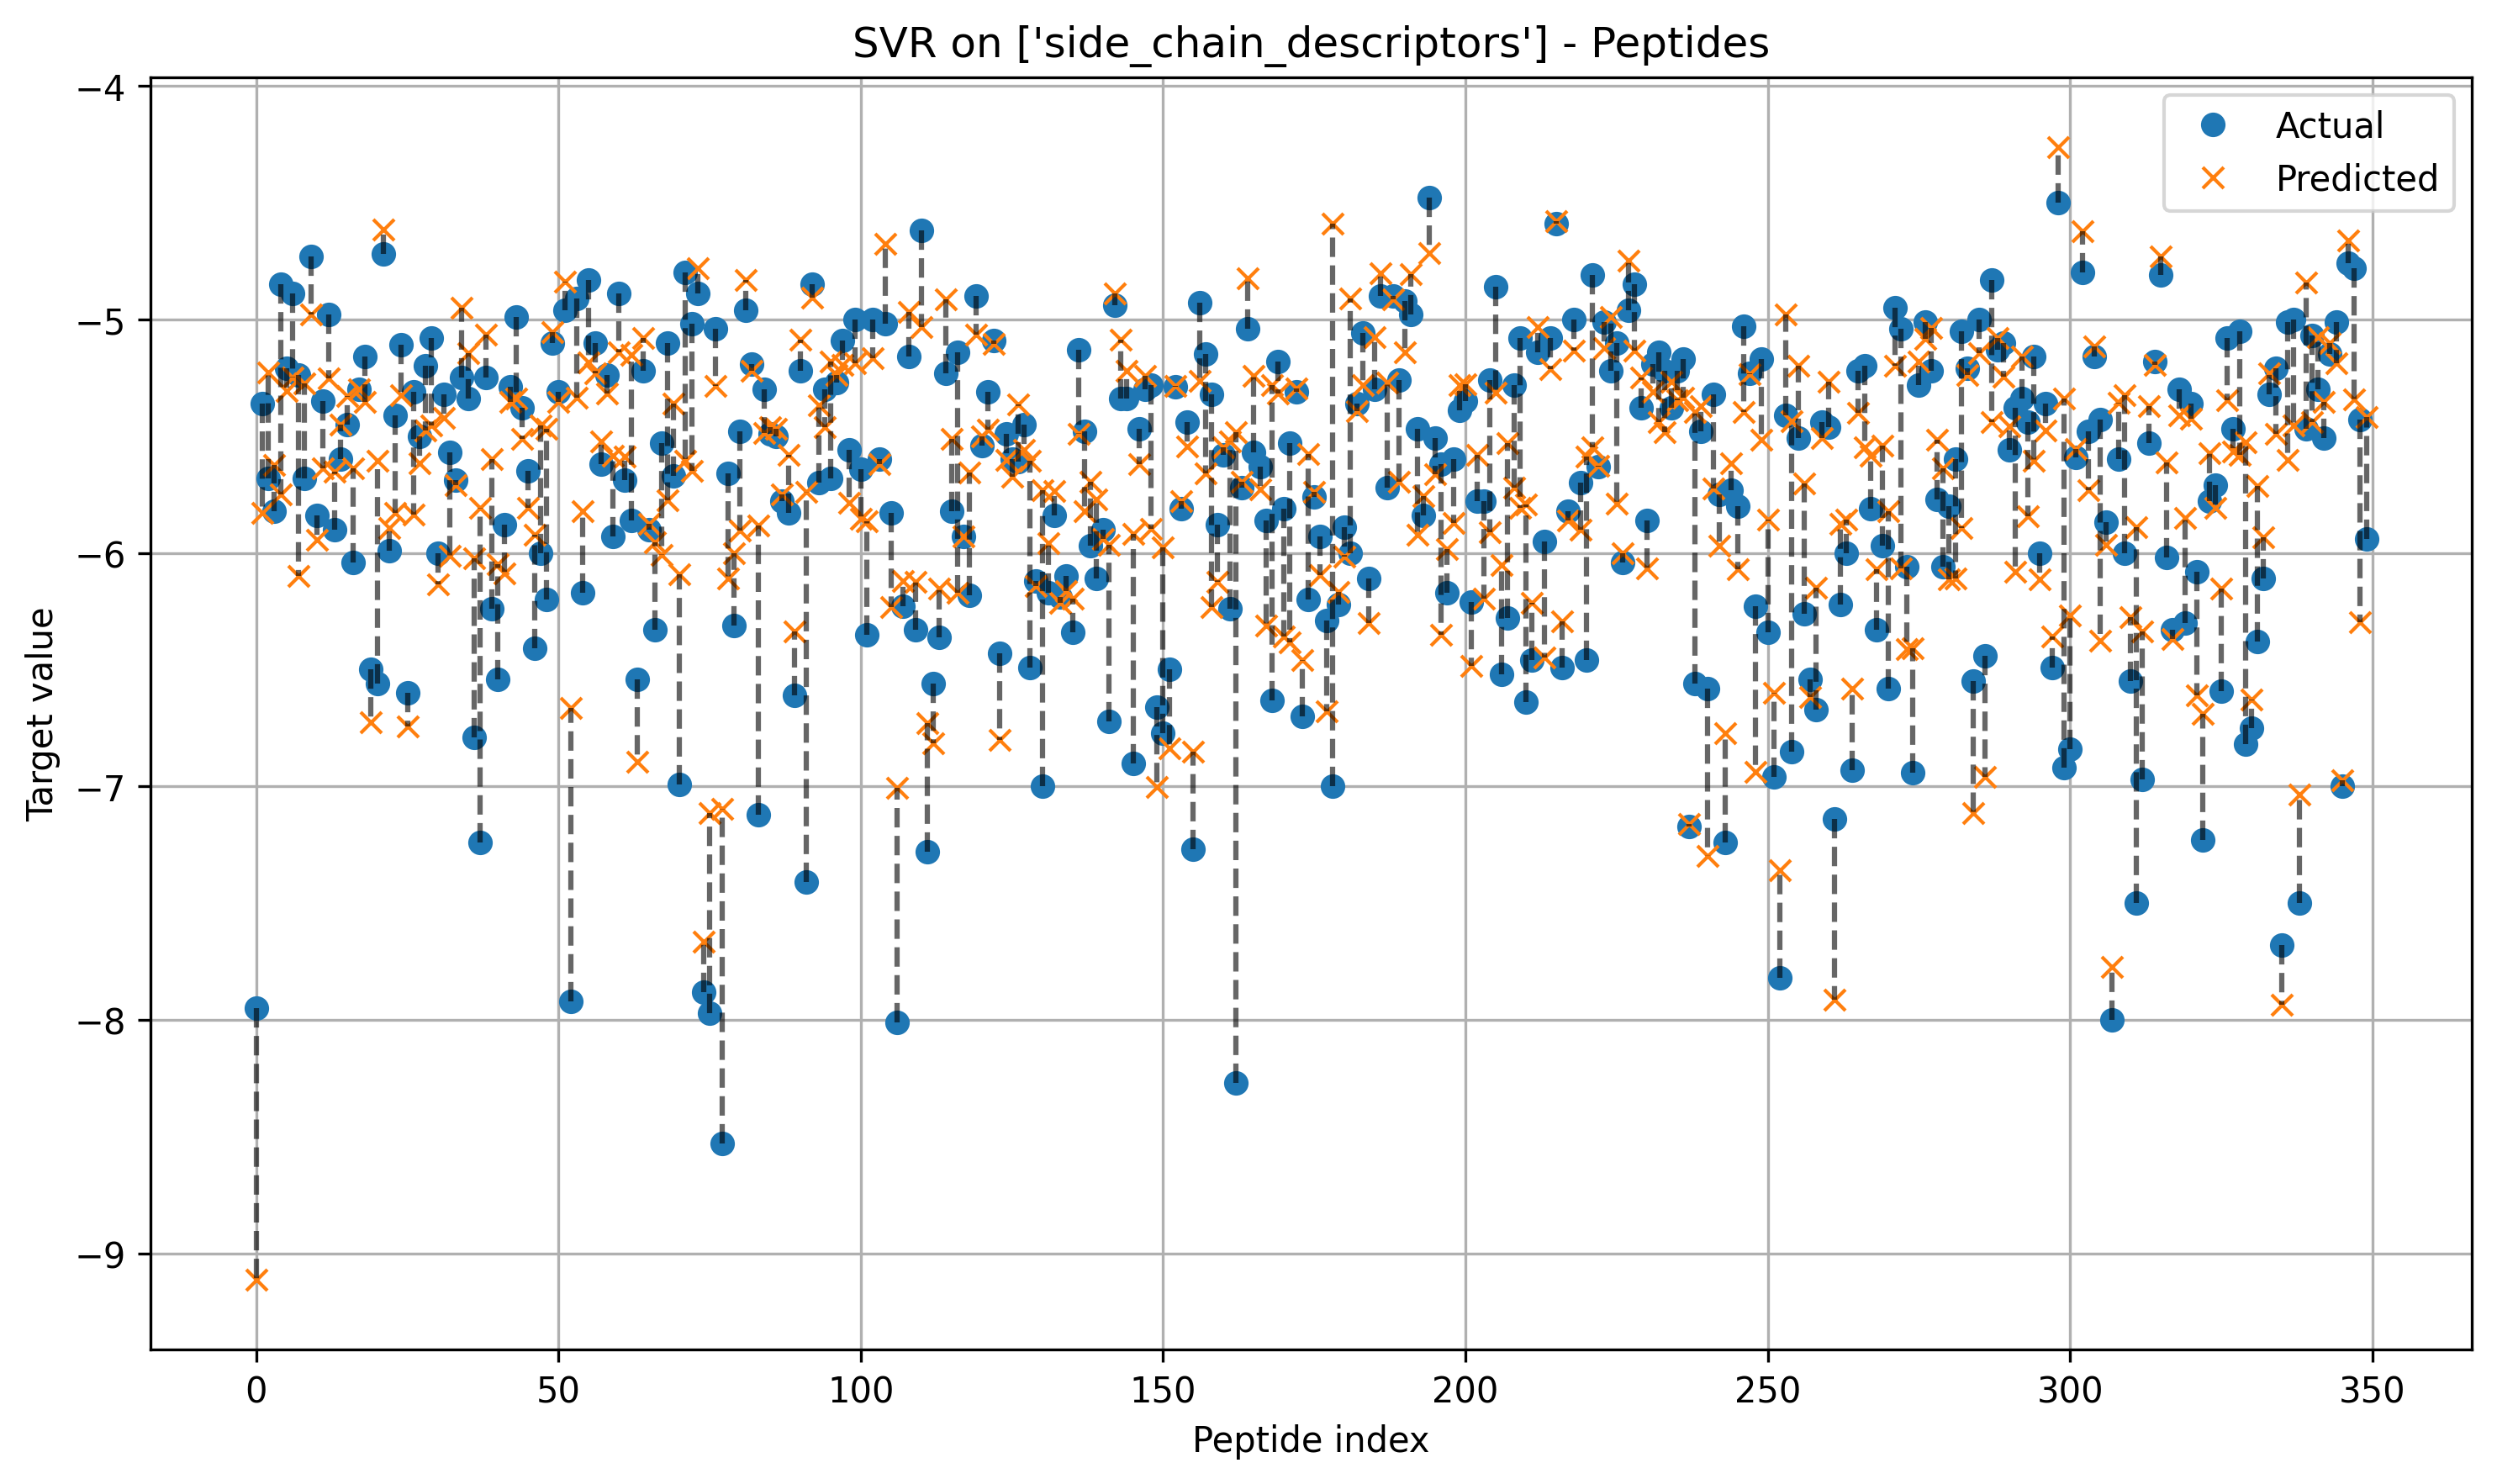 SVR on ['side_chain_descriptors'] - Peptides
Target value
−4
−5
−6
−7
−8
−9
Actual
Predicted
0 50 100 150 200 250 300 350
Peptide index